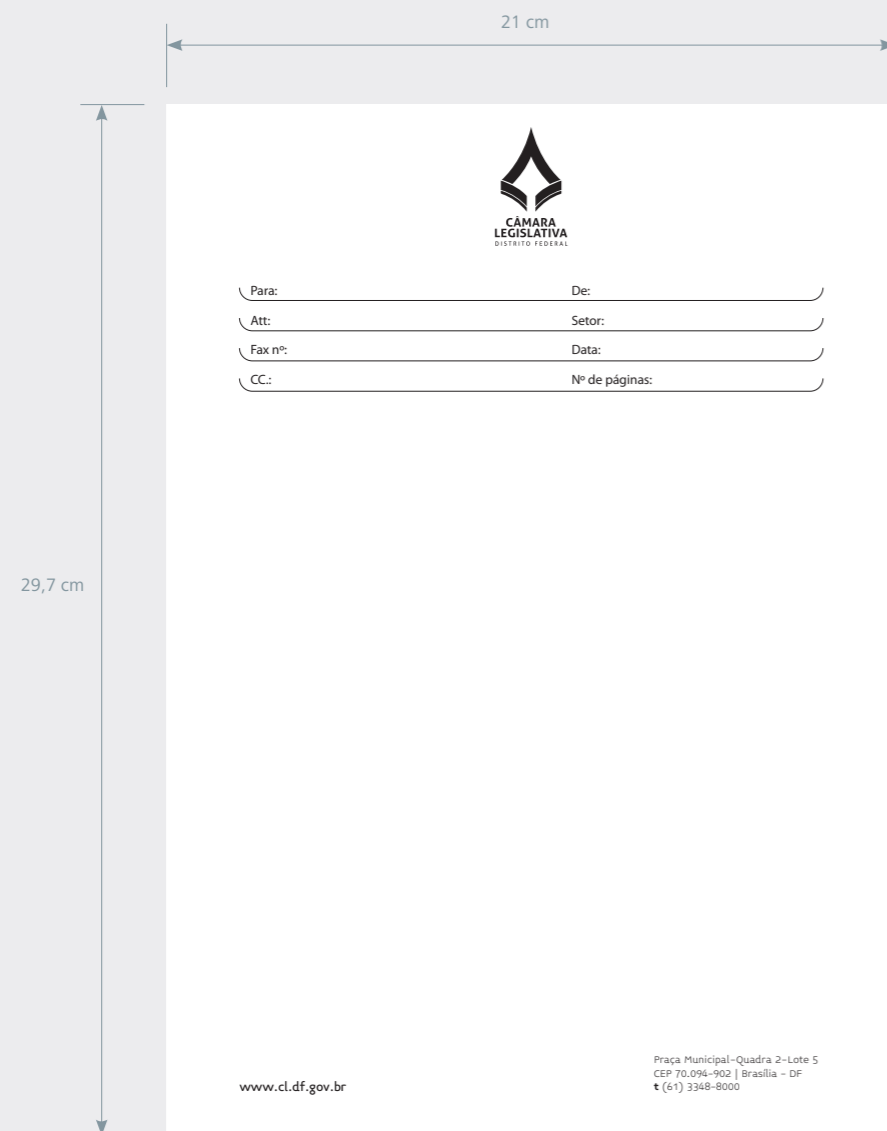 21 cm
CÂMARA
LEGISLATIVA
DISTRITO FEDERAL
Para: De:
Att: Setor:
Fax nº: Data:
CC.: Nº de páginas:
29,7 cm
Praça Municipal-Quadra 2-Lote 5
CEP 70.094-902 | Brasília - DF
www.cl.df.gov.br t (61) 3348-8000